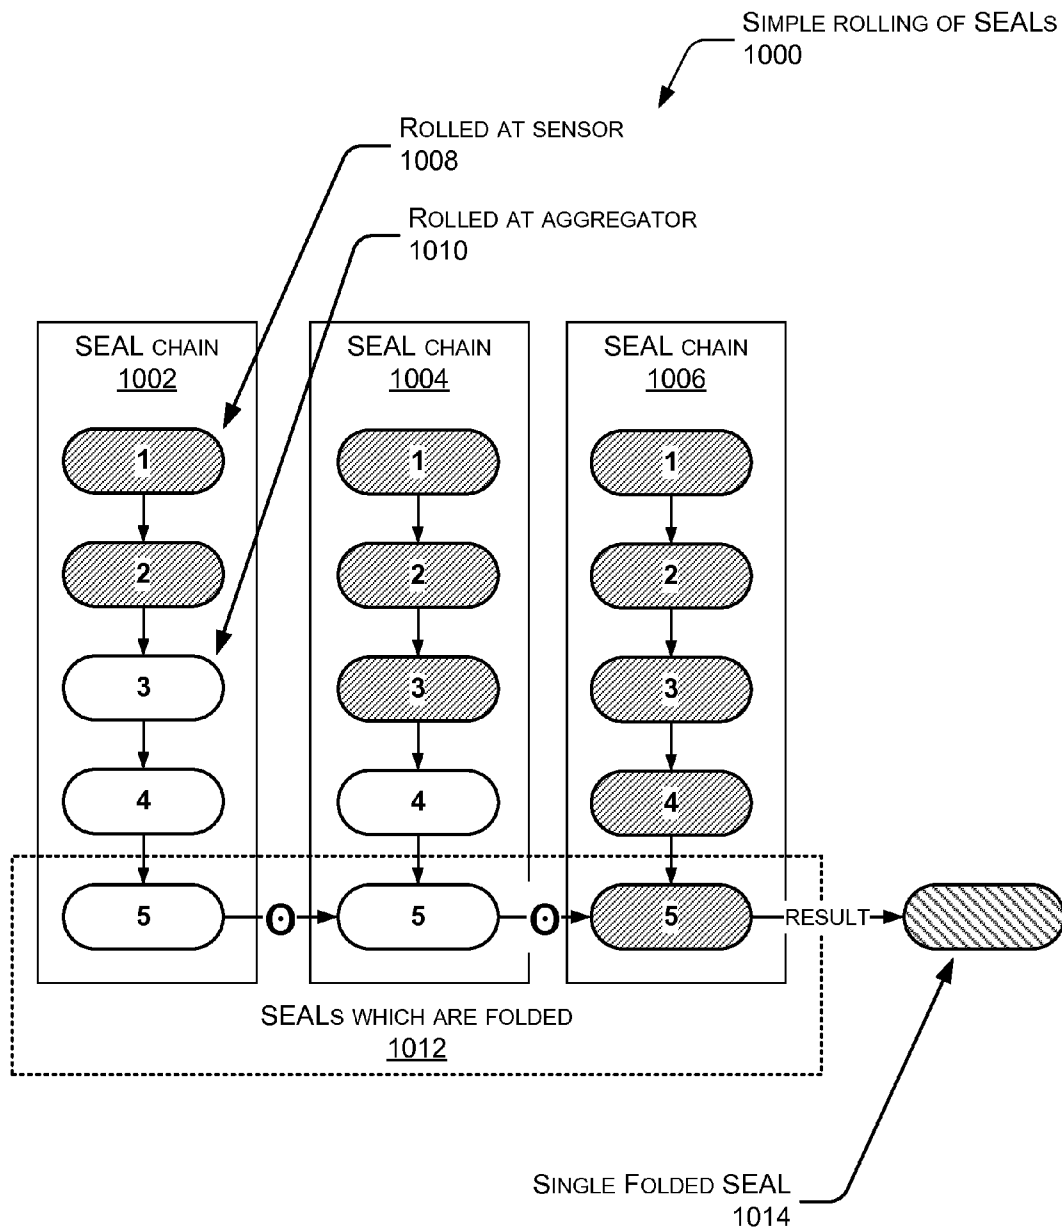 SIMPLE ROLLING OF SEALS
1000
ROLLED AT SENSOR
1008
ROLLED AT AGGREGATOR
1010
SEAL CHAIN
1002
SEAL CHAIN
1004
SEAL CHAIN
1006
1
1
1
2
2
2
3
3
3
4
4
4
5
ʘ
5
ʘ
5
RESULT
SEALS WHICH ARE FOLDED
1012
SINGLE FOLDED SEAL
1014